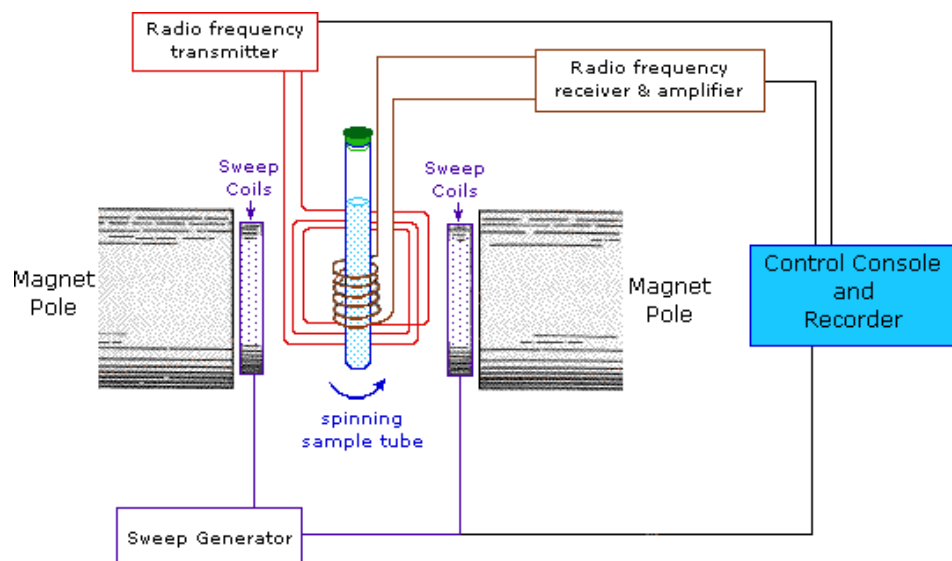 Radio frequency
transmitter
Radio frequency
receiver & amplifier
Sweep
Coils
Sweep
Coils
Magnet
Pole
Magnet
Pole
Control Console
and
Recorder
spinning
sample tube
Sweep Generator